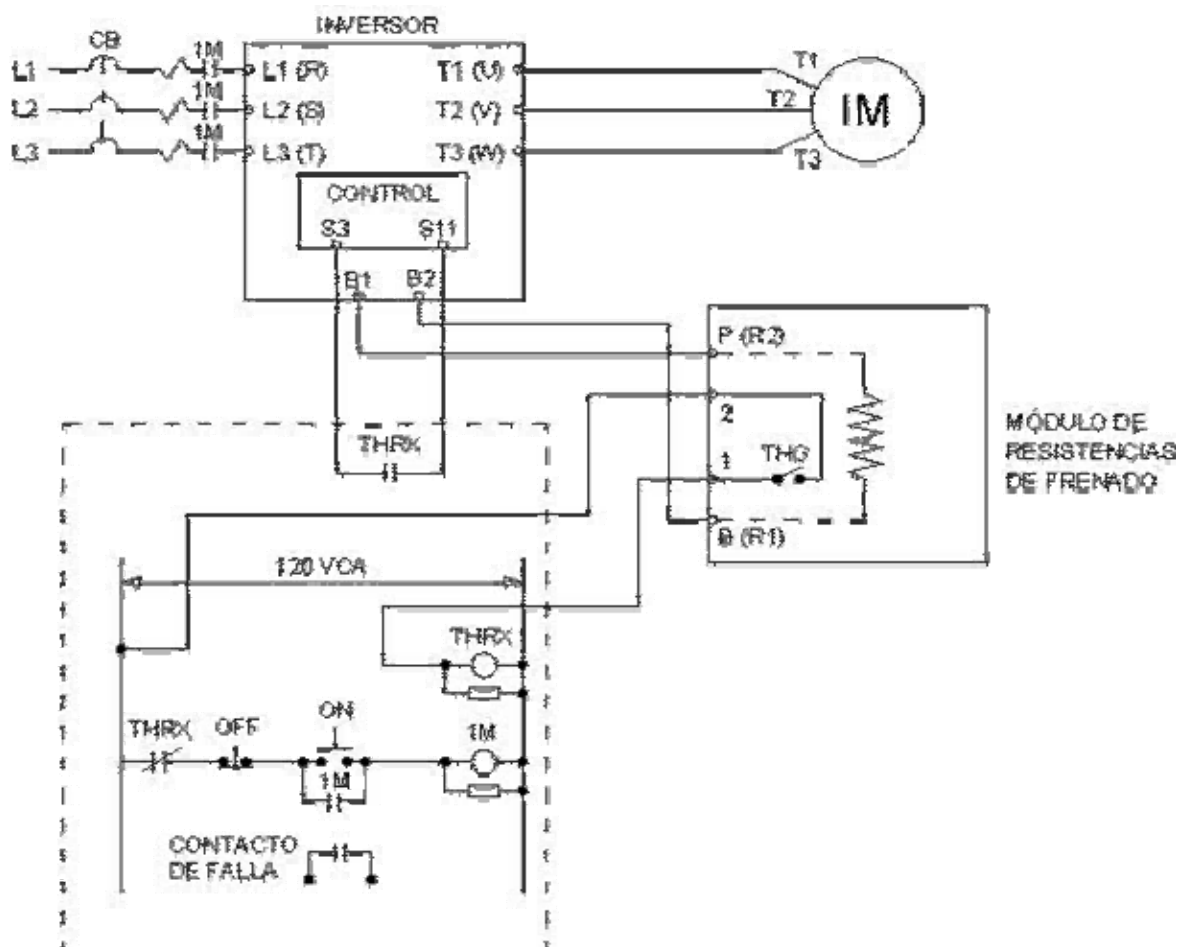 INVERSOR
CB
1M
L1
L1 (R)
T1 (U)
T1
1M
L2
L2 (S)
T2 (V)
T2
IM
1M
L3
L3 (T)
T3 (W)
T3
CONTROL
S3
S11
B1
B2
P (R2)
2
1
THG
B (R1)
MÓDULO DE
RESISTENCIAS
DE FRENADO
THRX
120 VCA
THRX
THRX
OFF
ON
1M
1M
CONTACTO
DE FALLA